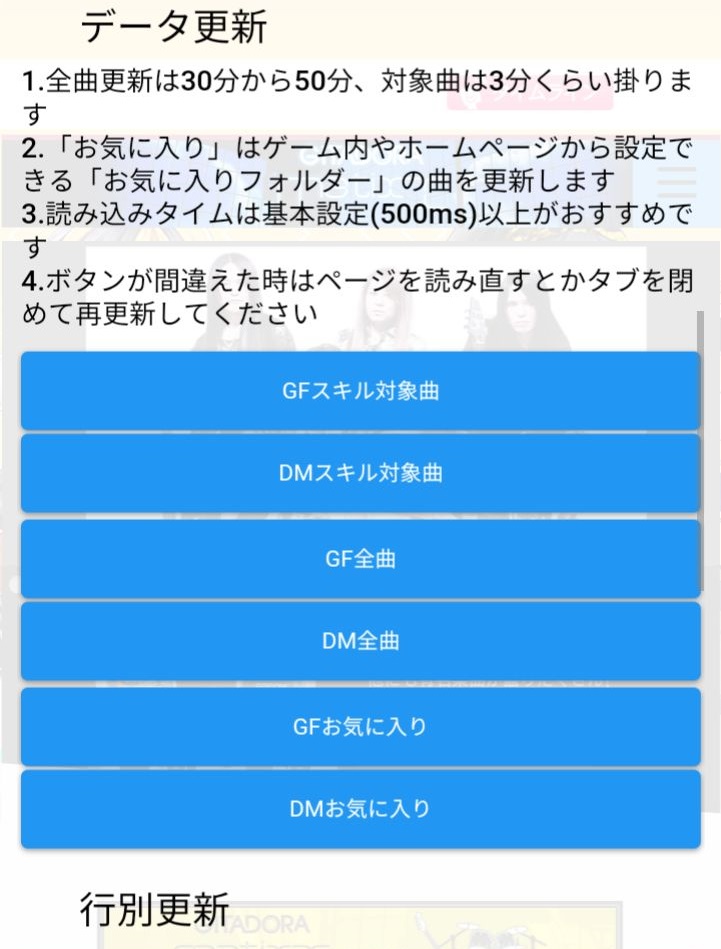 データ更新
1.全曲更新は30分から50分、対象曲は3分くらい掛りま
す
2.「お気に入り」はゲーム内やホームページから設定で
きる「お気に入りフォルダー」の曲を更新します
3.読み込みタイムは基本設定(500ms)以上がおすすめで
す
4.ボタンが間違えた時はページを読み直すとかタブを閉
めて再更新してください
GFスキル対象曲
DMスキル対象曲
GF全曲
DM全曲
GFお気に入り
DMお気に入り
行別更新
GITADORA